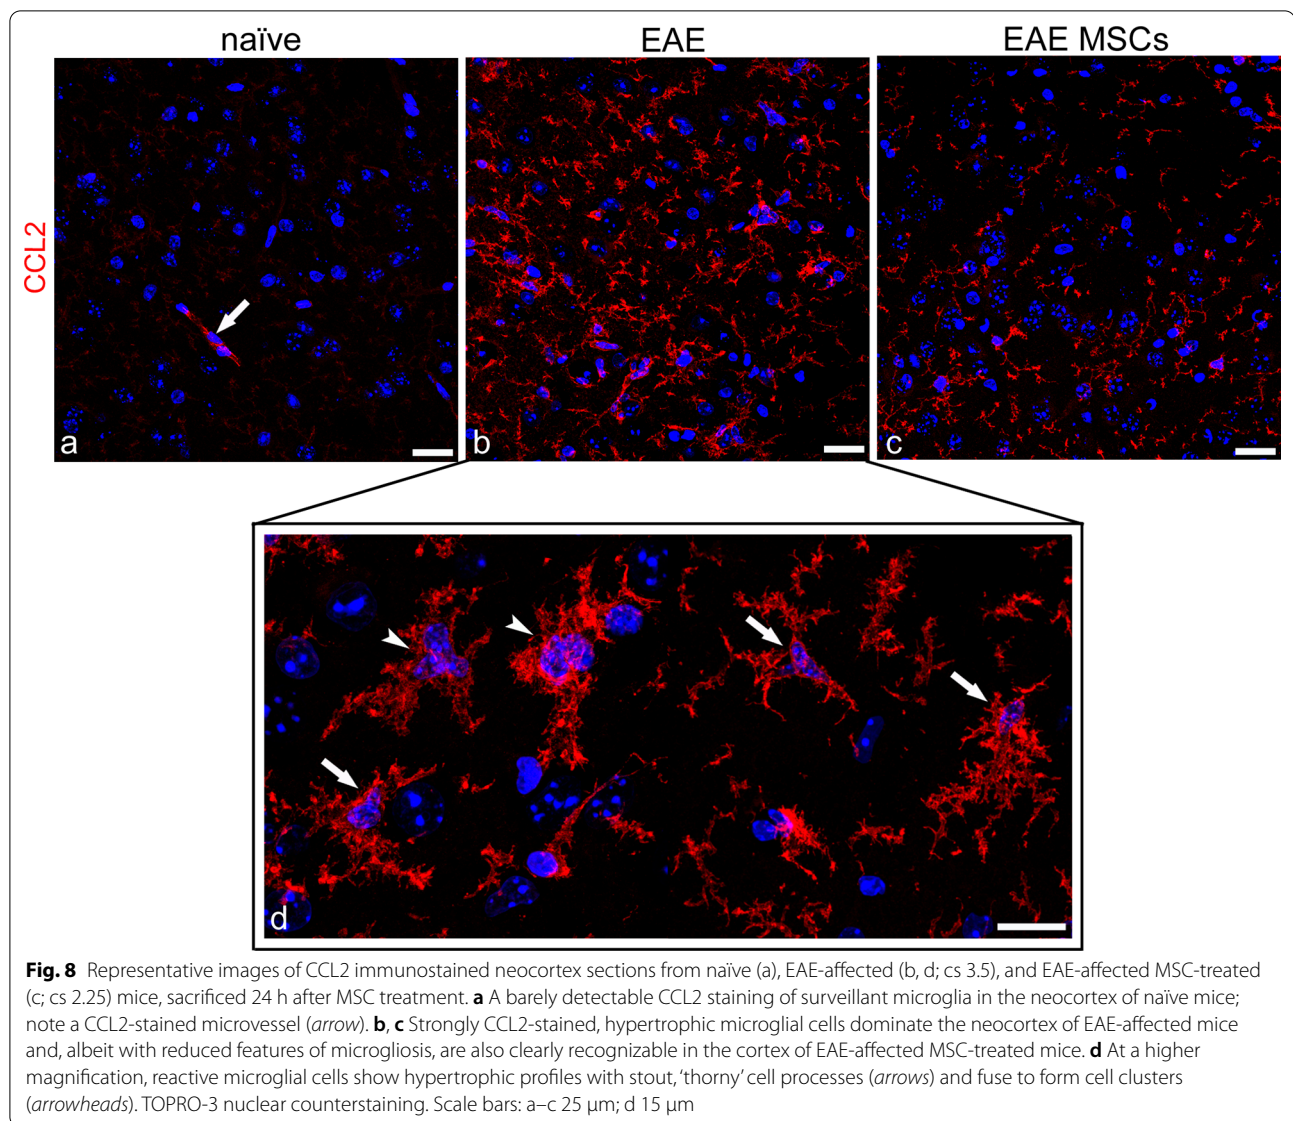 naïve
EAE
EAE MSCs
CCL2
a
b
c
d
Fig. 8 Representative images of CCL2 immunostained neocortex sections from naïve (a), EAE-affected (b, d; cs 3.5), and EAE-affected MSC-treated
(c; cs 2.25) mice, sacrificed 24 h after MSC treatment. a A barely detectable CCL2 staining of surveillant microglia in the neocortex of naïve mice;
note a CCL2-stained microvessel (arrow). b, c Strongly CCL2-stained, hypertrophic microglial cells dominate the neocortex of EAE-affected mice
and, albeit with reduced features of microgliosis, are also clearly recognizable in the cortex of EAE-affected MSC-treated mice. d At a higher
magnification, reactive microglial cells show hypertrophic profiles with stout, 'thorny' cell processes (arrows) and fuse to form cell clusters
(arrowheads). TOPRO-3 nuclear counterstaining. Scale bars: a–c 25 µm; d 15 µm